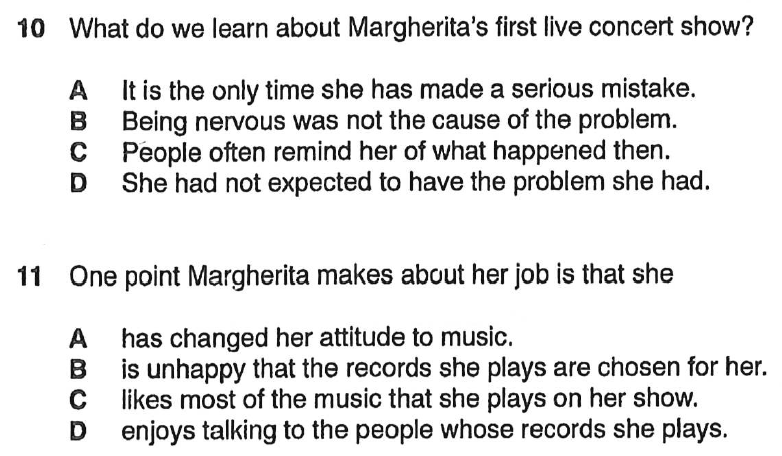 10 What do we learn about Margherita's first live concert show?
A It is the only time she has made a serious mistake.
B Being nervous was not the cause of the problem.
C People often remind her of what happened then.
D She had not expected to have the problem she had.
11 One point Margherita makes about her job is that she
A has changed her attitude to music.
B is unhappy that the records she plays are chosen for her.
C likes most of the music that she plays on her show.
D enjoys talking to the people whose records she plays.